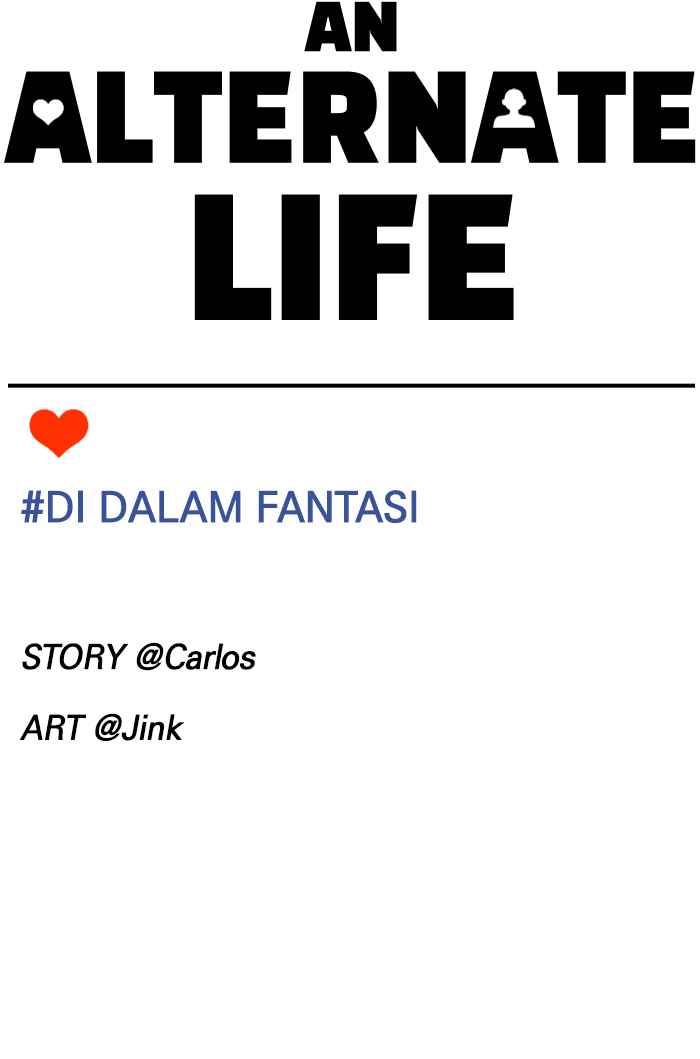 AN
ALTERNATE
LIFE
#DI DALAM FANTASI
STORY @Carlos
ART @Jink